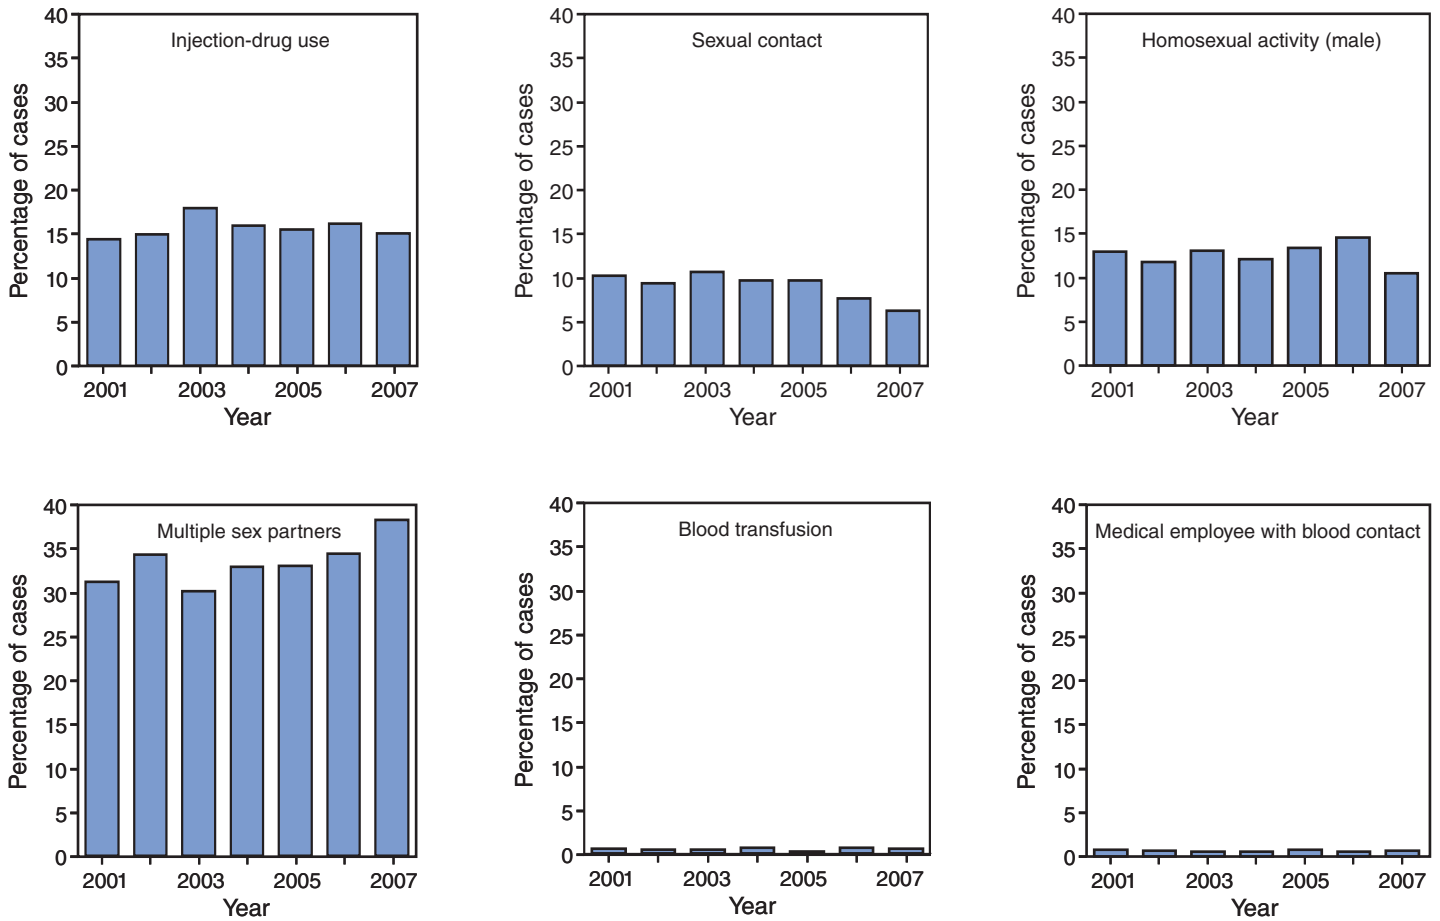 Injection-drug use
Percentage of cases
40
35
30
25
20
15
10
5
0
2001 2003 2005 2007
Year
Sexual contact
Percentage of cases
40
35
30
25
20
15
10
5
0
2001 2003 2005 2007
Year
Homosexual activity (male)
Percentage of cases
40
35
30
25
20
15
10
5
0
2001 2003 2005 2007
Year
Multiple sex partners
Percentage of cases
40
35
30
25
20
15
10
5
0
2001 2003 2005 2007
Year
Blood transfusion
Percentage of cases
40
35
30
25
20
15
10
5
0
2001 2003 2005 2007
Year
Medical employee with blood contact
Percentage of cases
40
35
30
25
20
15
10
5
0
2001 2003 2005 2007
Year